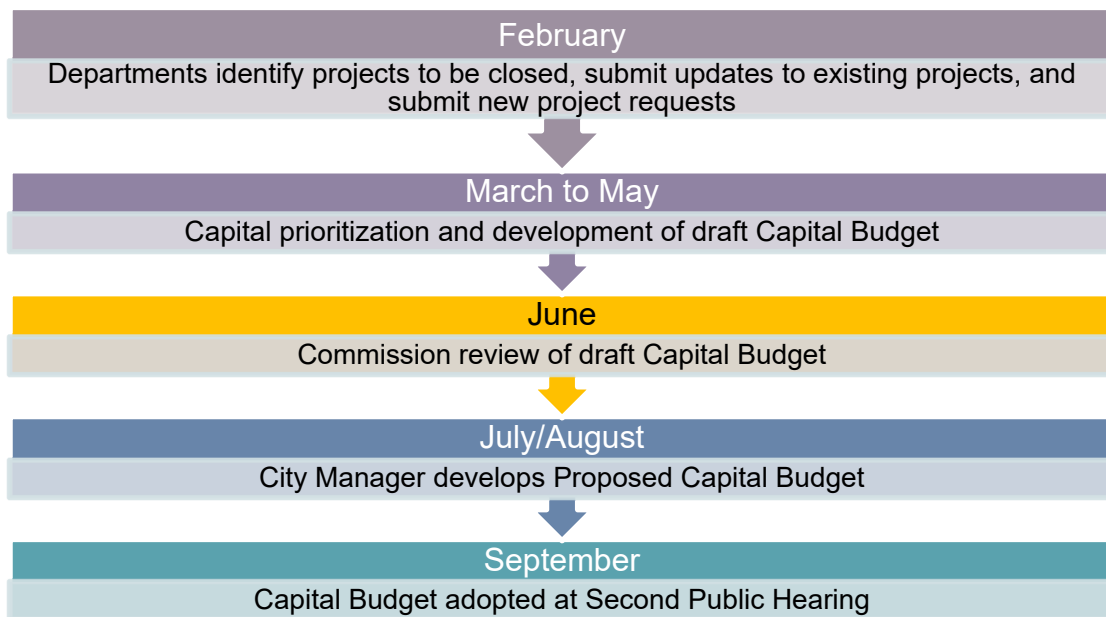 February
Departments identify projects to be closed, submit updates to existing projects, and
submit new project requests
March to May
Capital prioritization and development of draft Capital Budget
June
Commission review of draft Capital Budget
July/August
City Manager develops Proposed Capital Budget
September
Capital Budget adopted at Second Public Hearing